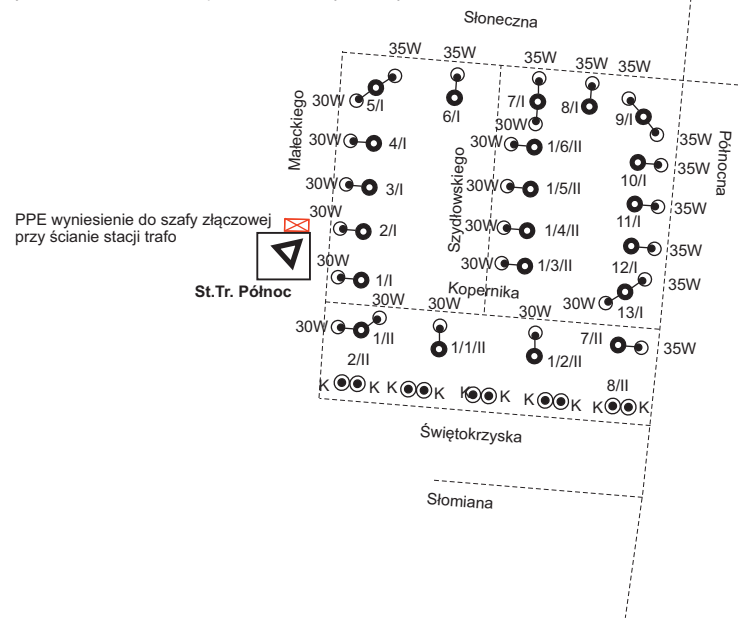 Słoneczna
35W
35W
35W
35W
35W
Małeckiego
30W
5/I
6/I
7/I
8/I
30W
9/I
35W
Północna
30W
4/I
30W
1/6/II
35W
10/I
Szydłowskiego
30W
3/I
30W
1/5/II
35W
11/I
PPE wyniesienie do szafy złączowej
przy ścianie stacji trafo
30W
2/I
30W
1/4/II
35W
12/I
St.Tr. Północ
30W
1/I
30W
1/3/II
35W
Kopernika
30W
30W
30W
30W
13/I
30W
1/II
1/1/II
1/2/II
7/II
35W
2/II
8/II
K K K K K K K K K K
Świętokrzyska
Słomiana